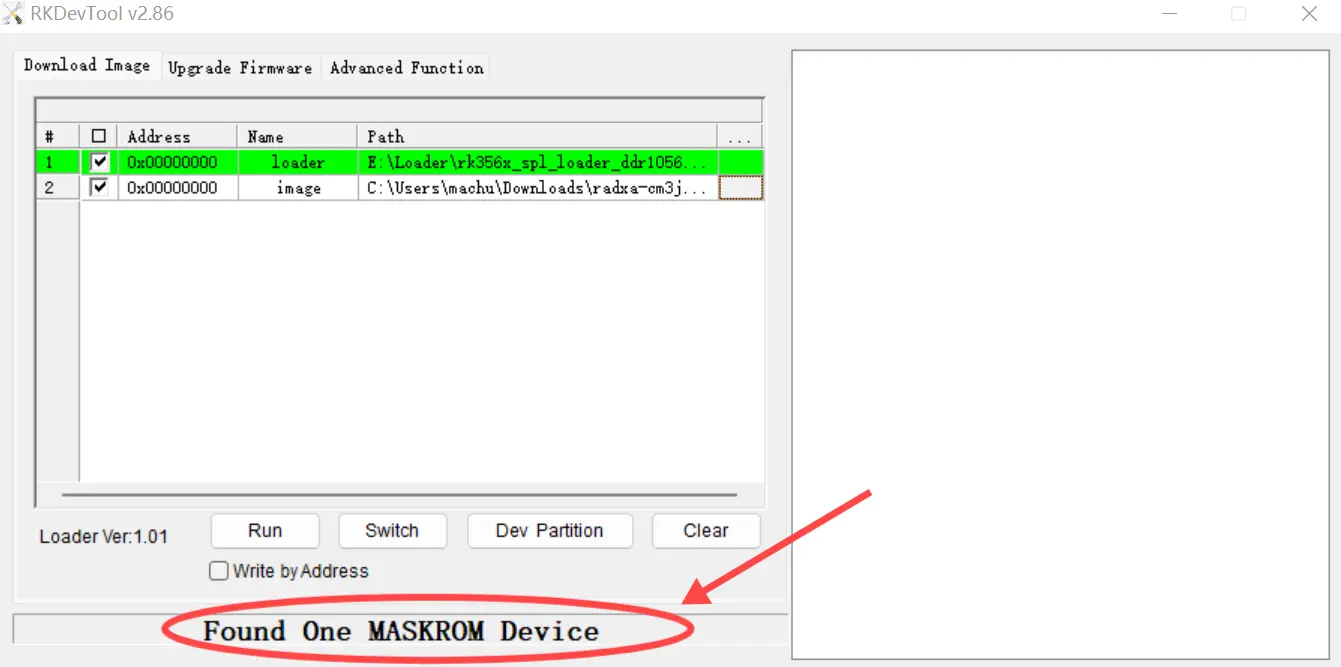 RKDevTool v2.86
Download Image Upgrade Firmware Advanced Function
# Address Name Path ...
1 0x00000000 loader E:\Loader\rk356x_spl_loader_ddr1056...
2 0x00000000 image C:\Users\machu\Downloads\radxa-cm3j...
Loader Ver:1.01 Run Switch Dev Partition Clear
Write by Address
Found One MASKROM Device